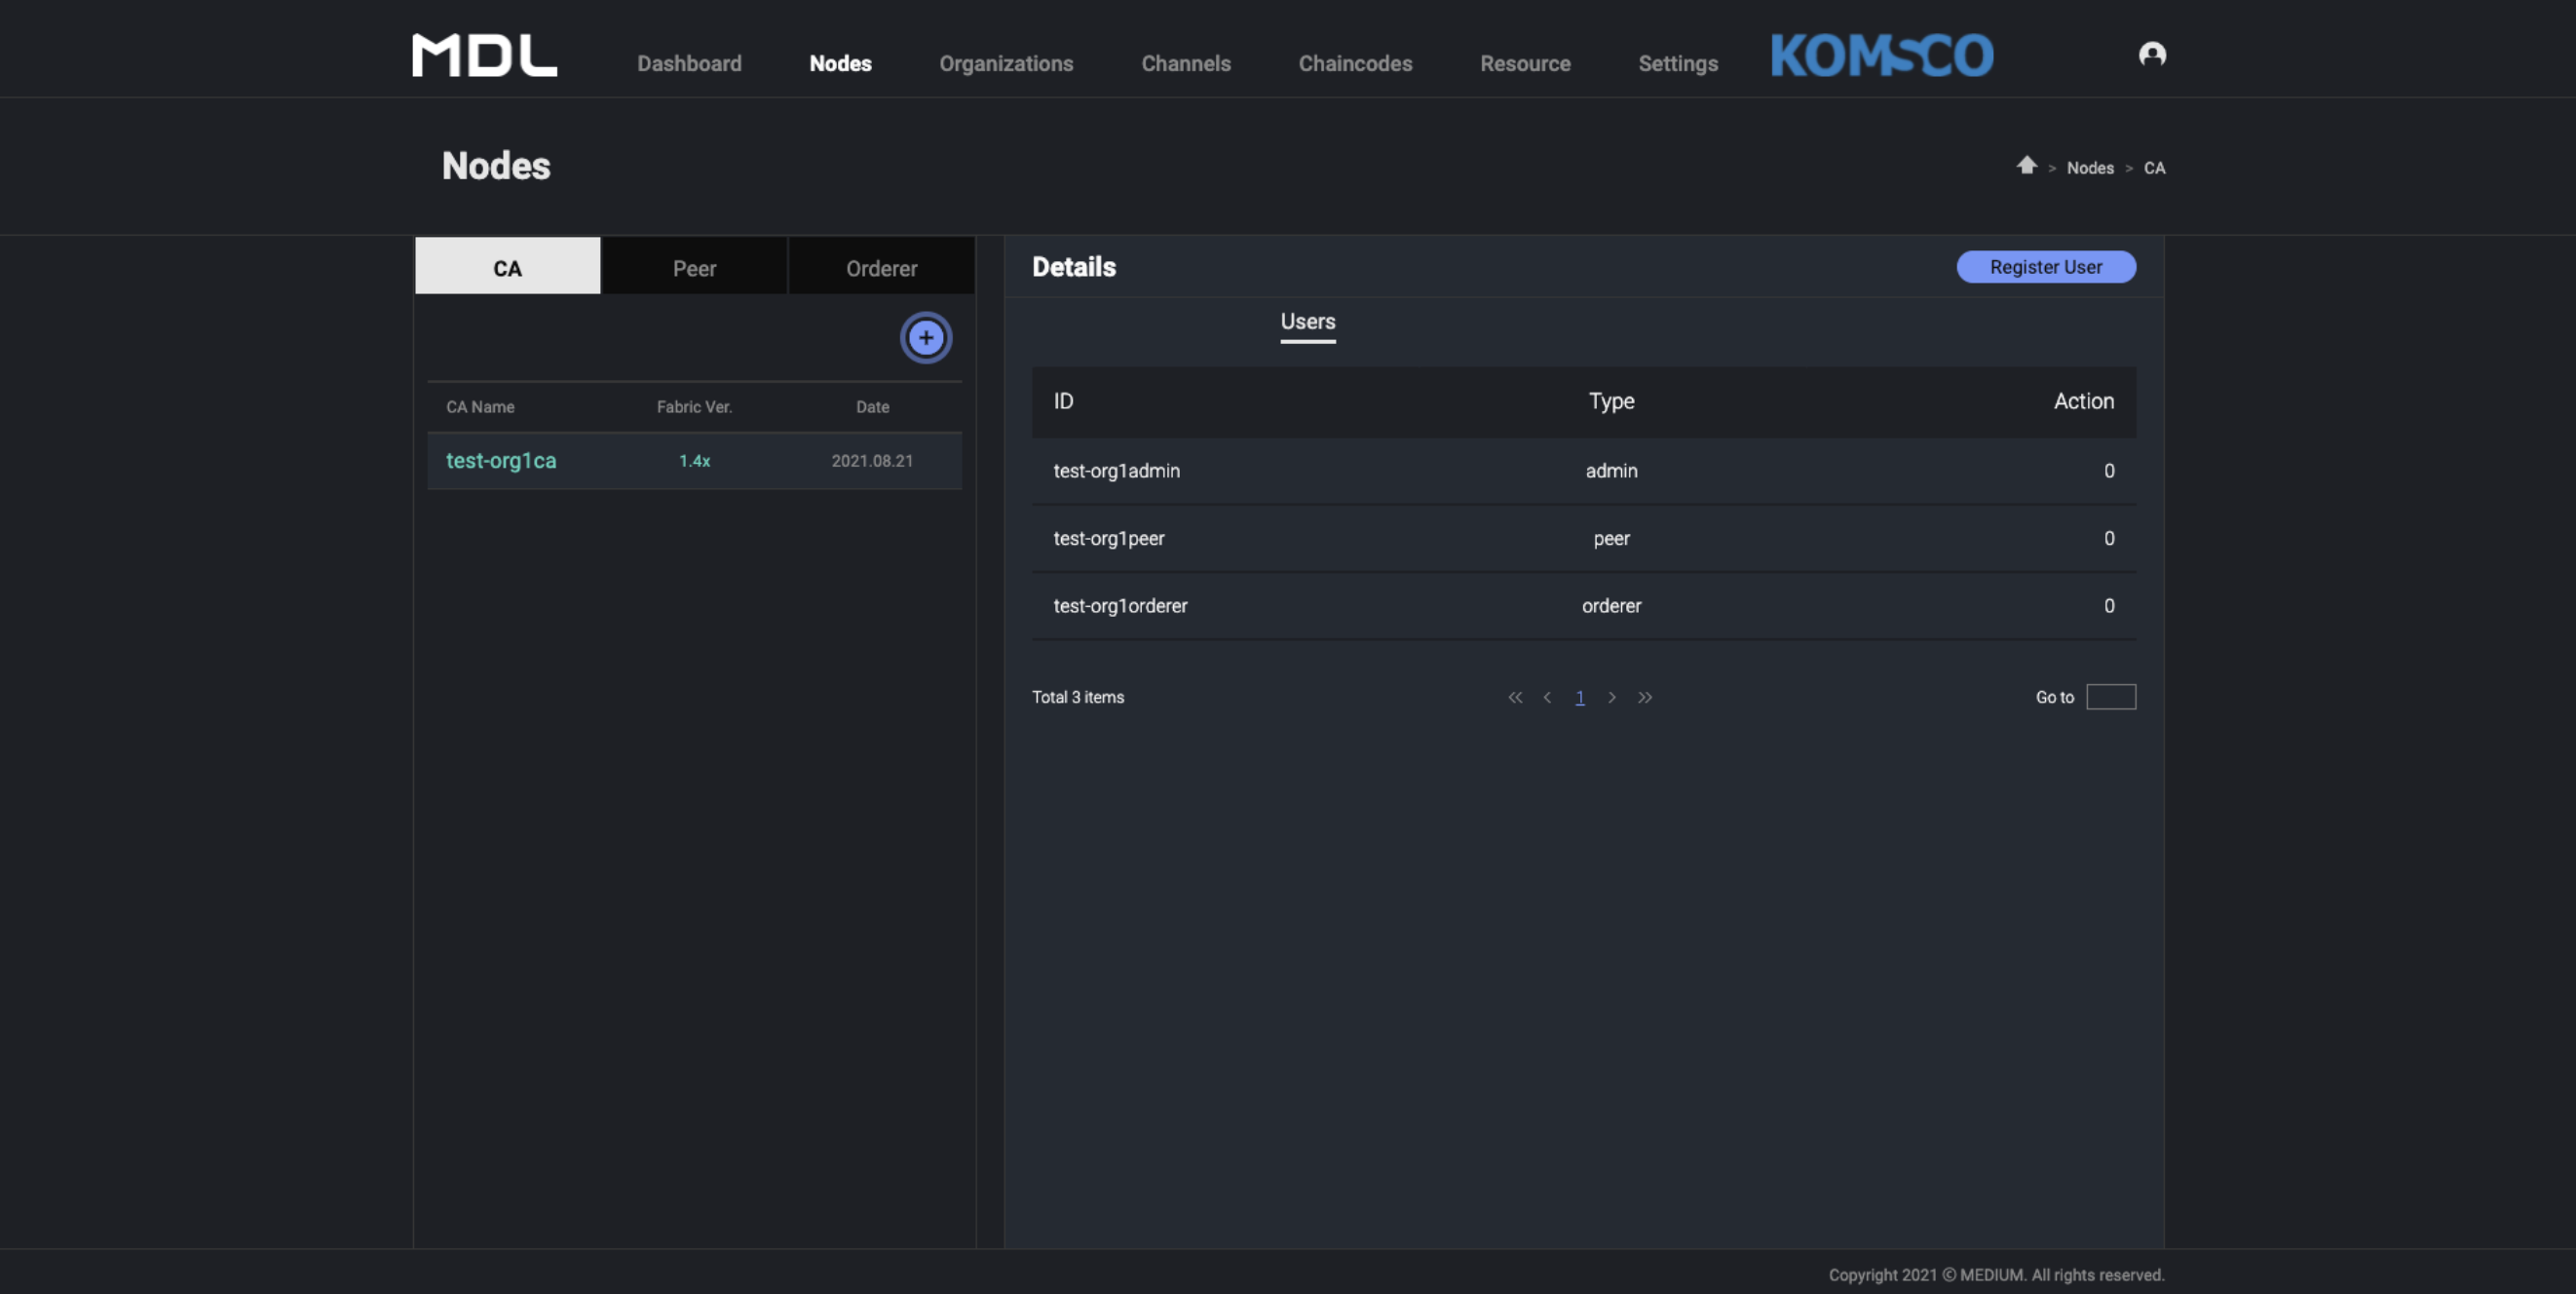 MDL Dashboard Nodes Organizations Channels Chaincodes Resource Settings KOMSCO
Nodes
> Nodes > CA
CA Peer Orderer
+
CA Name Fabric Ver. Date
test-org1ca 1.4x 2021.08.21
Details Register User
Users
ID Type Action
test-org1admin admin 0
test-org1peer peer 0
test-org1orderer orderer 0
Total 3 items << < 1 > >> Go to
Copyright 2021 © MEDIUM. All rights reserved.